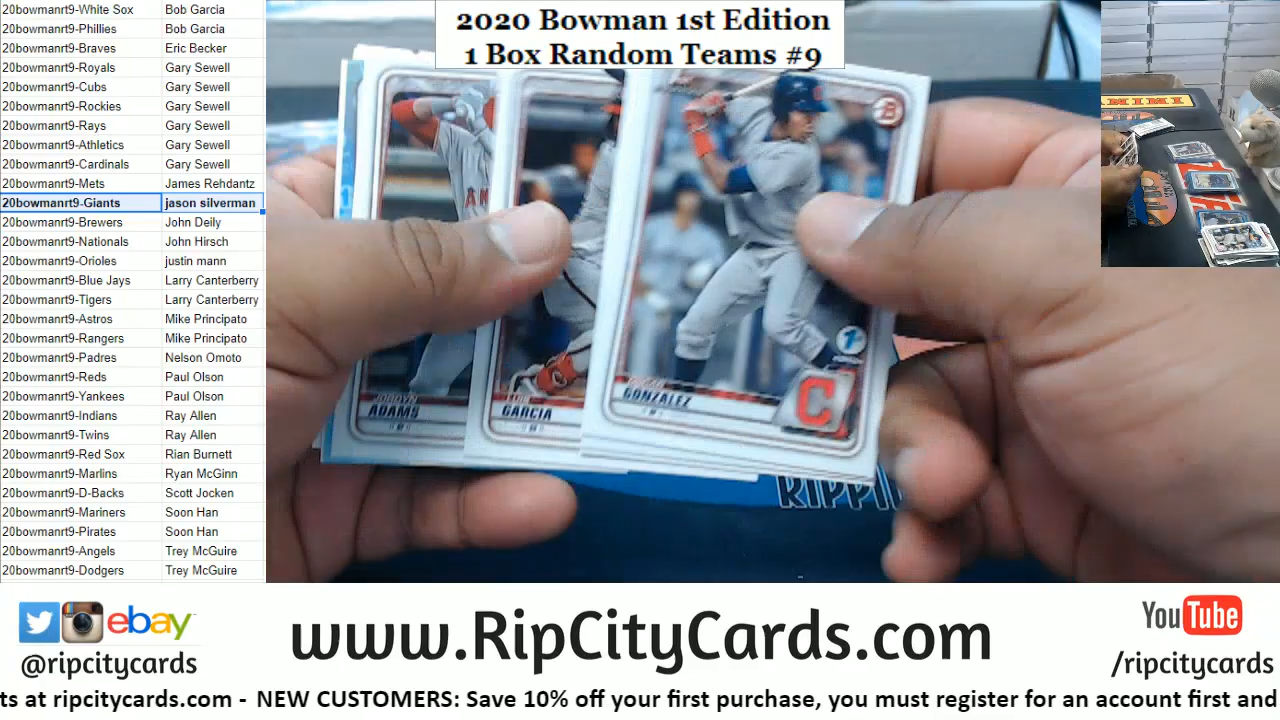 2020 Bowman 1st Edition
1 Box Random Teams #9
20bowmanrt9-White Sox Bob Garcia
20bowmanrt9-Phillies Bob Garcia
20bowmanrt9-Braves Eric Becker
20bowmanrt9-Royals Gary Sewell
20bowmanrt9-Cubs Gary Sewell
20bowmanrt9-Rockies Gary Sewell
20bowmanrt9-Rays Gary Sewell
20bowmanrt9-Athletics Gary Sewell
20bowmanrt9-Cardinals Gary Sewell
20bowmanrt9-Mets James Rehdantz
20bowmanrt9-Giants jason silverman
20bowmanrt9-Brewers John Deily
20bowmanrt9-Nationals John Hirsch
20bowmanrt9-Orioles justin mann
20bowmanrt9-Blue Jays Larry Canterberry
20bowmanrt9-Tigers Larry Canterberry
20bowmanrt9-Astros Mike Principato
20bowmanrt9-Rangers Mike Principato
20bowmanrt9-Padres Nelson Omoto
20bowmanrt9-Reds Paul Olson
20bowmanrt9-Yankees Paul Olson
20bowmanrt9-Indians Ray Allen
20bowmanrt9-Twins Ray Allen
20bowmanrt9-Red Sox Rian Burnett
20bowmanrt9-Marlins Ryan McGinn
20bowmanrt9-D-Backs Scott Jocken
20bowmanrt9-Mariners Soon Han
20bowmanrt9-Pirates Soon Han
20bowmanrt9-Angels Trey McGuire
20bowmanrt9-Dodgers Trey McGuire
JORDYN
ADAMS
GARCIA
GONZALEZ
C
B
1st
RIPPI
ebay
@ripcitycards
www.RipCityCards.com
YouTube
/ripcitycards
ts at ripcitycards.com - NEW CUSTOMERS: Save 10% off your first purchase, you must register for an account first and